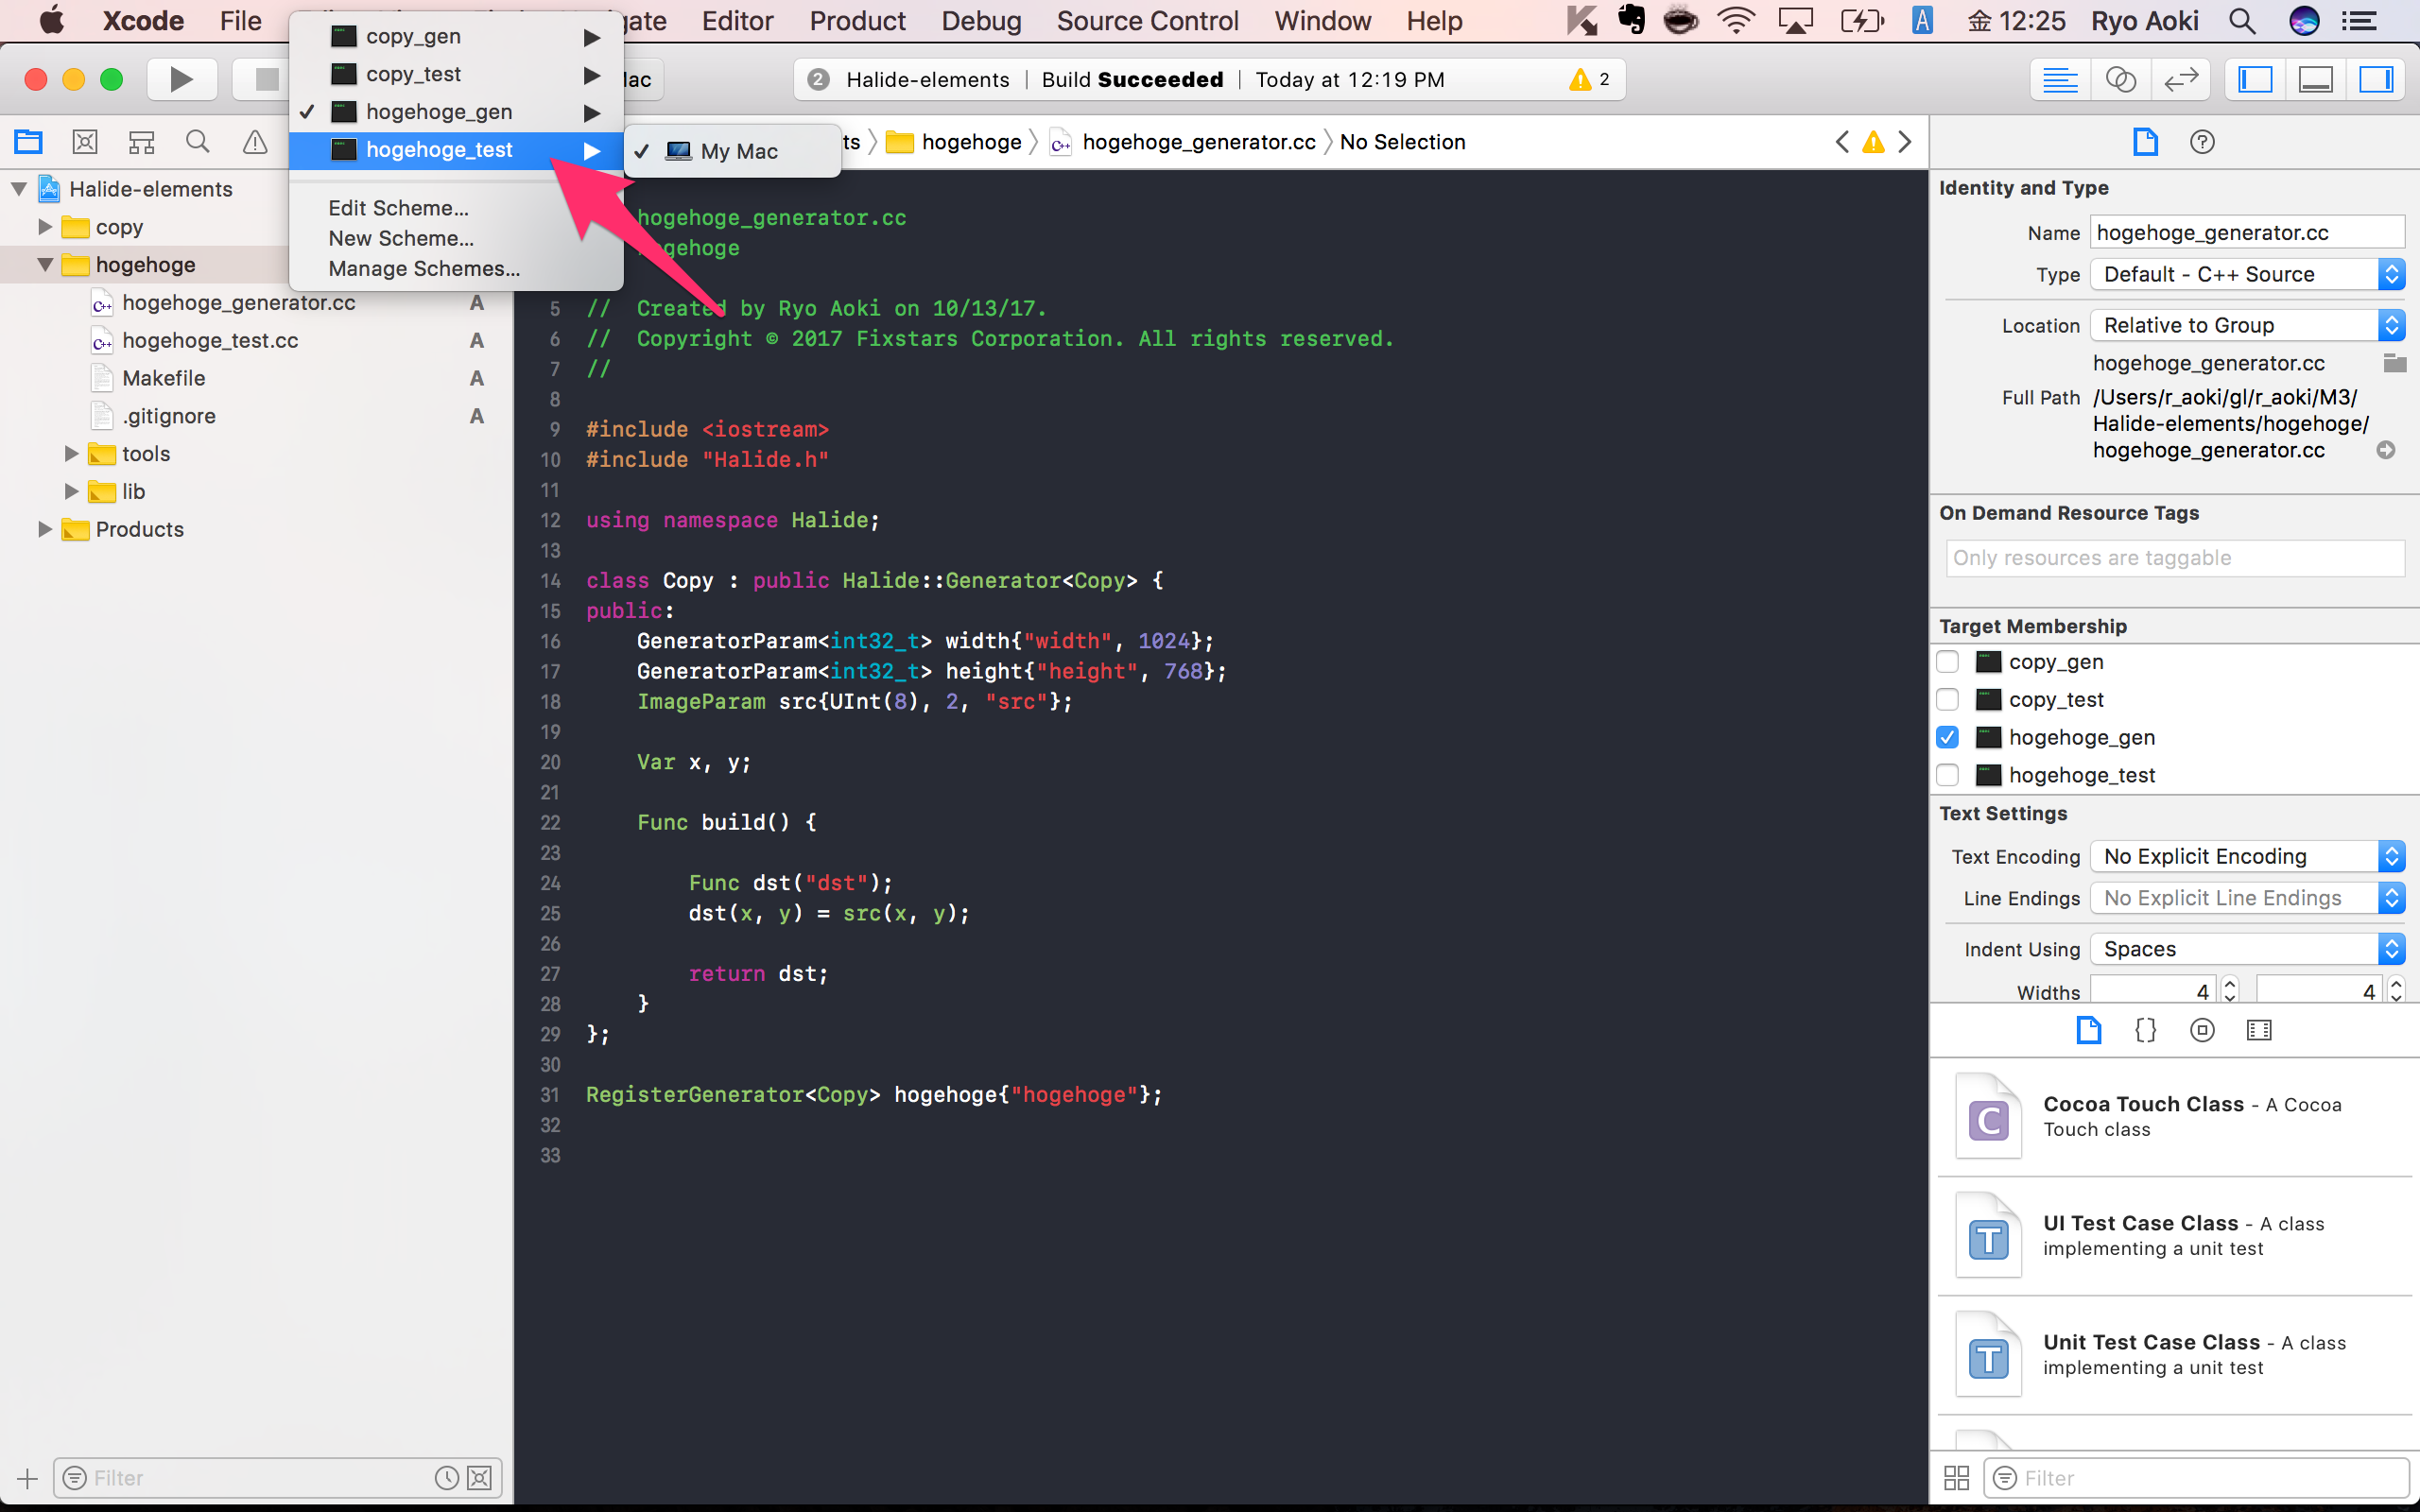 Xcode File Editor Product Debug Source Control Window Help 金 12:25 Ryo Aoki
copy_gen
copy_test
hogehoge_gen
hogehoge_test
My Mac
Edit Scheme...
New Scheme...
Manage Schemes...
2 Halide-elements | Build Succeeded | Today at 12:19 PM 2
hogehoge hogehoge_generator.cc No Selection
Halide-elements
copy
hogehoge
hogehoge_generator.cc A
hogehoge_test.cc A
Makefile A
.gitignore A
tools
lib
Products
Filter
hogehoge_generator.cc
hogehoge
5 // Created by Ryo Aoki on 10/13/17.
6 // Copyright © 2017 Fixstars Corporation. All rights reserved.
7 //
8
9 #include <iostream>
10 #include "Halide.h"
11
12 using namespace Halide;
13
14 class Copy : public Halide::Generator<Copy> {
15 public:
16 GeneratorParam<int32_t> width{"width", 1024};
17 GeneratorParam<int32_t> height{"height", 768};
18 ImageParam src{UInt(8), 2, "src"};
19
20 Var x, y;
21
22 Func build() {
23
24 Func dst("dst");
25 dst(x, y) = src(x, y);
26
27 return dst;
28 }
29 };
30
31 RegisterGenerator<Copy> hogehoge{"hogehoge"};
32
33
Identity and Type
Name hogehoge_generator.cc
Type Default - C++ Source
Location Relative to Group
hogehoge_generator.cc
Full Path /Users/r_aoki/gl/r_aoki/M3/
Halide-elements/hogehoge/
hogehoge_generator.cc
On Demand Resource Tags
Only resources are taggable
Target Membership
copy_gen
copy_test
hogehoge_gen
hogehoge_test
Text Settings
Text Encoding No Explicit Encoding
Line Endings No Explicit Line Endings
Indent Using Spaces
Widths 4 4
Cocoa Touch Class - A Cocoa
Touch class
UI Test Case Class - A class
implementing a unit test
Unit Test Case Class - A class
implementing a unit test
Filter